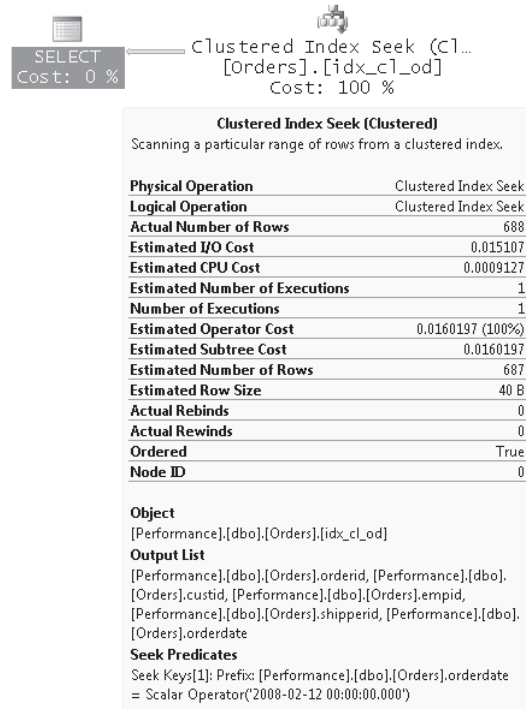 SELECT
Cost: 0 %
Clustered Index Seek (Cl…
[Orders].[idx_cl_od]
Cost: 100 %
Clustered Index Seek (Clustered)
Scanning a particular range of rows from a clustered index.
Physical Operation Clustered Index Seek
Logical Operation Clustered Index Seek
Actual Number of Rows 688
Estimated I/O Cost 0.015107
Estimated CPU Cost 0.0009127
Estimated Number of Executions 1
Number of Executions 1
Estimated Operator Cost 0.0160197 (100%)
Estimated Subtree Cost 0.0160197
Estimated Number of Rows 687
Estimated Row Size 40 B
Actual Rebinds 0
Actual Rewinds 0
Ordered True
Node ID 0
Object
[Performance].[dbo].[Orders].[idx_cl_od]
Output List
[Performance].[dbo].[Orders].orderid, [Performance].[dbo].
[Orders].custid, [Performance].[dbo].[Orders].empid,
[Performance].[dbo].[Orders].shipperid, [Performance].[dbo].
[Orders].orderdate
Seek Predicates
Seek Keys[1]: Prefix: [Performance].[dbo].[Orders].orderdate
= Scalar Operator('2008-02-12 00:00:00.000')